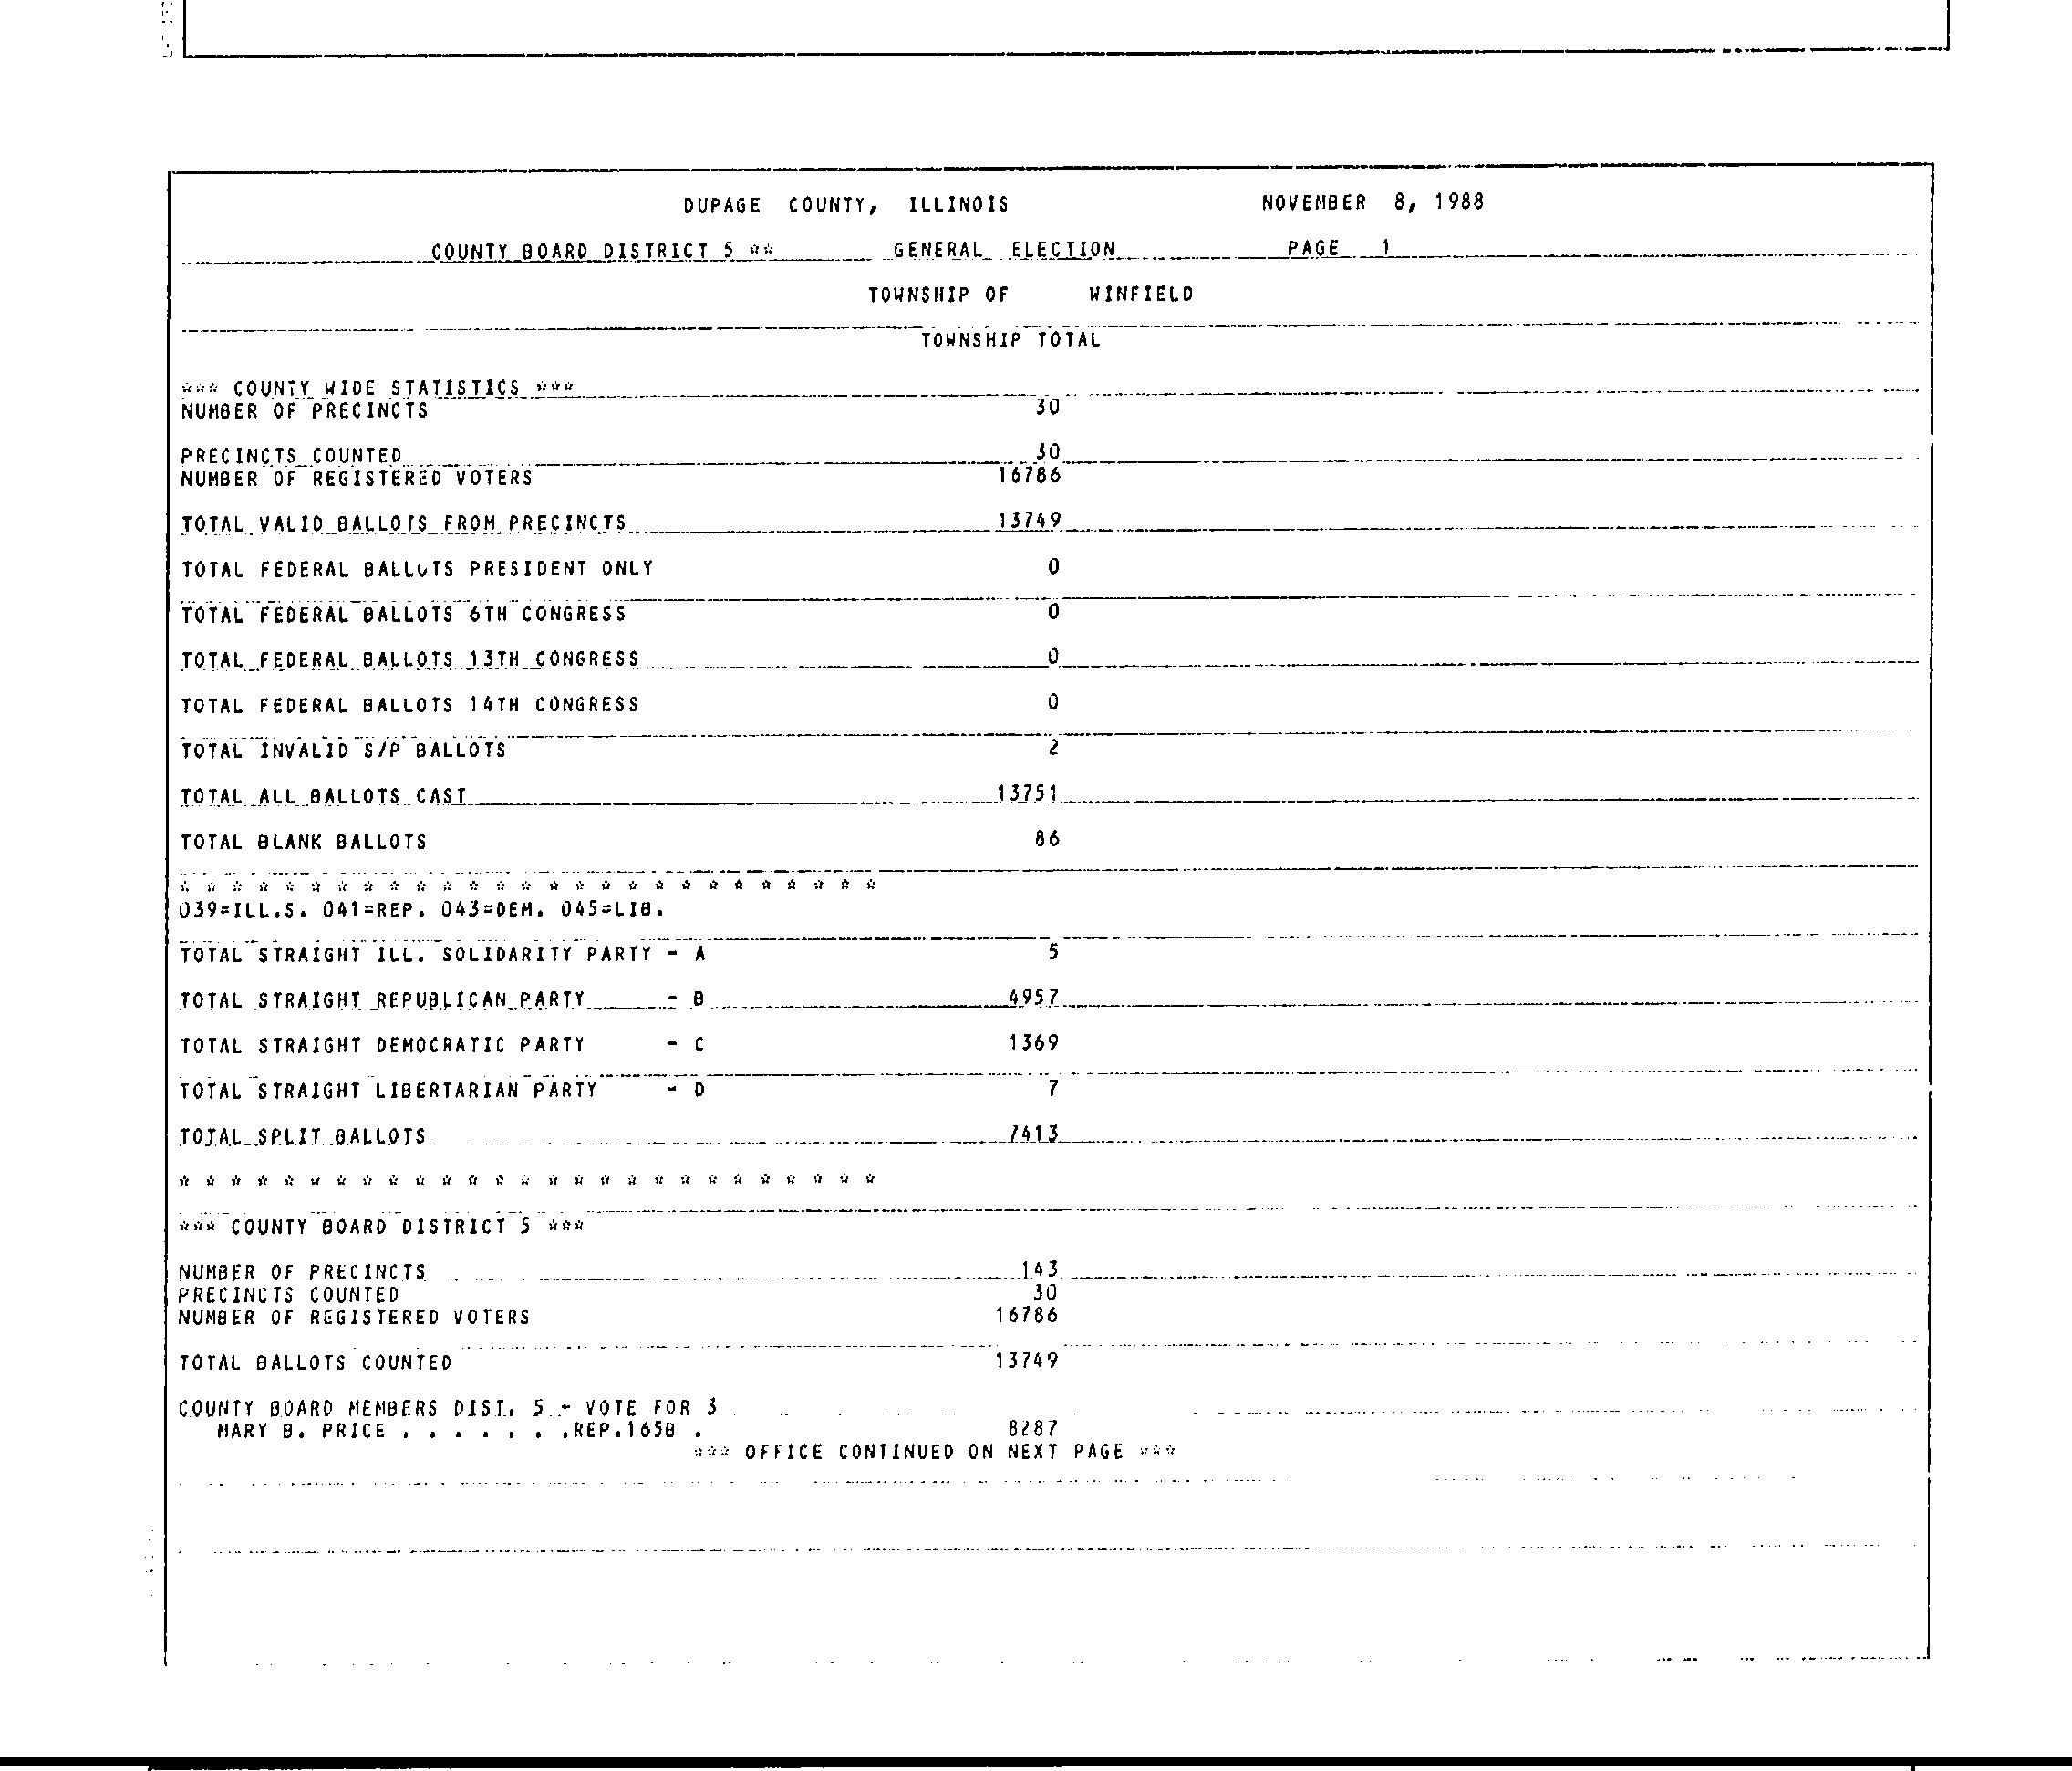 DUPAGE COUNTY, ILLINOIS NOVEMBER 8, 1988
COUNTY BOARD DISTRICT 5 ** GENERAL ELECTION PAGE 1
TOWNSHIP OF WINFIELD
TOWNSHIP TOTAL
*** COUNTY WIDE STATISTICS ***
NUMBER OF PRECINCTS 30
PRECINCTS COUNTED 30
NUMBER OF REGISTERED VOTERS 16786
TOTAL VALID BALLOTS FROM PRECINCTS 13749
TOTAL FEDERAL BALLOTS PRESIDENT ONLY 0
TOTAL FEDERAL BALLOTS 6TH CONGRESS 0
TOTAL FEDERAL BALLOTS 13TH CONGRESS 0
TOTAL FEDERAL BALLOTS 14TH CONGRESS 0
TOTAL INVALID S/P BALLOTS 2
TOTAL ALL BALLOTS CAST 13751
TOTAL BLANK BALLOTS 86
* * * * * * * * * * * * * * * * * * * * * * * * * * *
039=ILL.S. 041=REP. 043=DEM. 045=LIB.
TOTAL STRAIGHT ILL. SOLIDARITY PARTY - A 5
TOTAL STRAIGHT REPUBLICAN PARTY - B 4957
TOTAL STRAIGHT DEMOCRATIC PARTY - C 1369
TOTAL STRAIGHT LIBERTARIAN PARTY - D 7
TOTAL SPLIT BALLOTS 7413
* * * * * * * * * * * * * * * * * * * * * * * * * * *
*** COUNTY BOARD DISTRICT 5 ***
NUMBER OF PRECINCTS 143
PRECINCTS COUNTED 30
NUMBER OF REGISTERED VOTERS 16786
TOTAL BALLOTS COUNTED 13749
COUNTY BOARD MEMBERS DIST. 5 - VOTE FOR 3
MARY B. PRICE . . . . . . .REP.165B . 8287
*** OFFICE CONTINUED ON NEXT PAGE ***